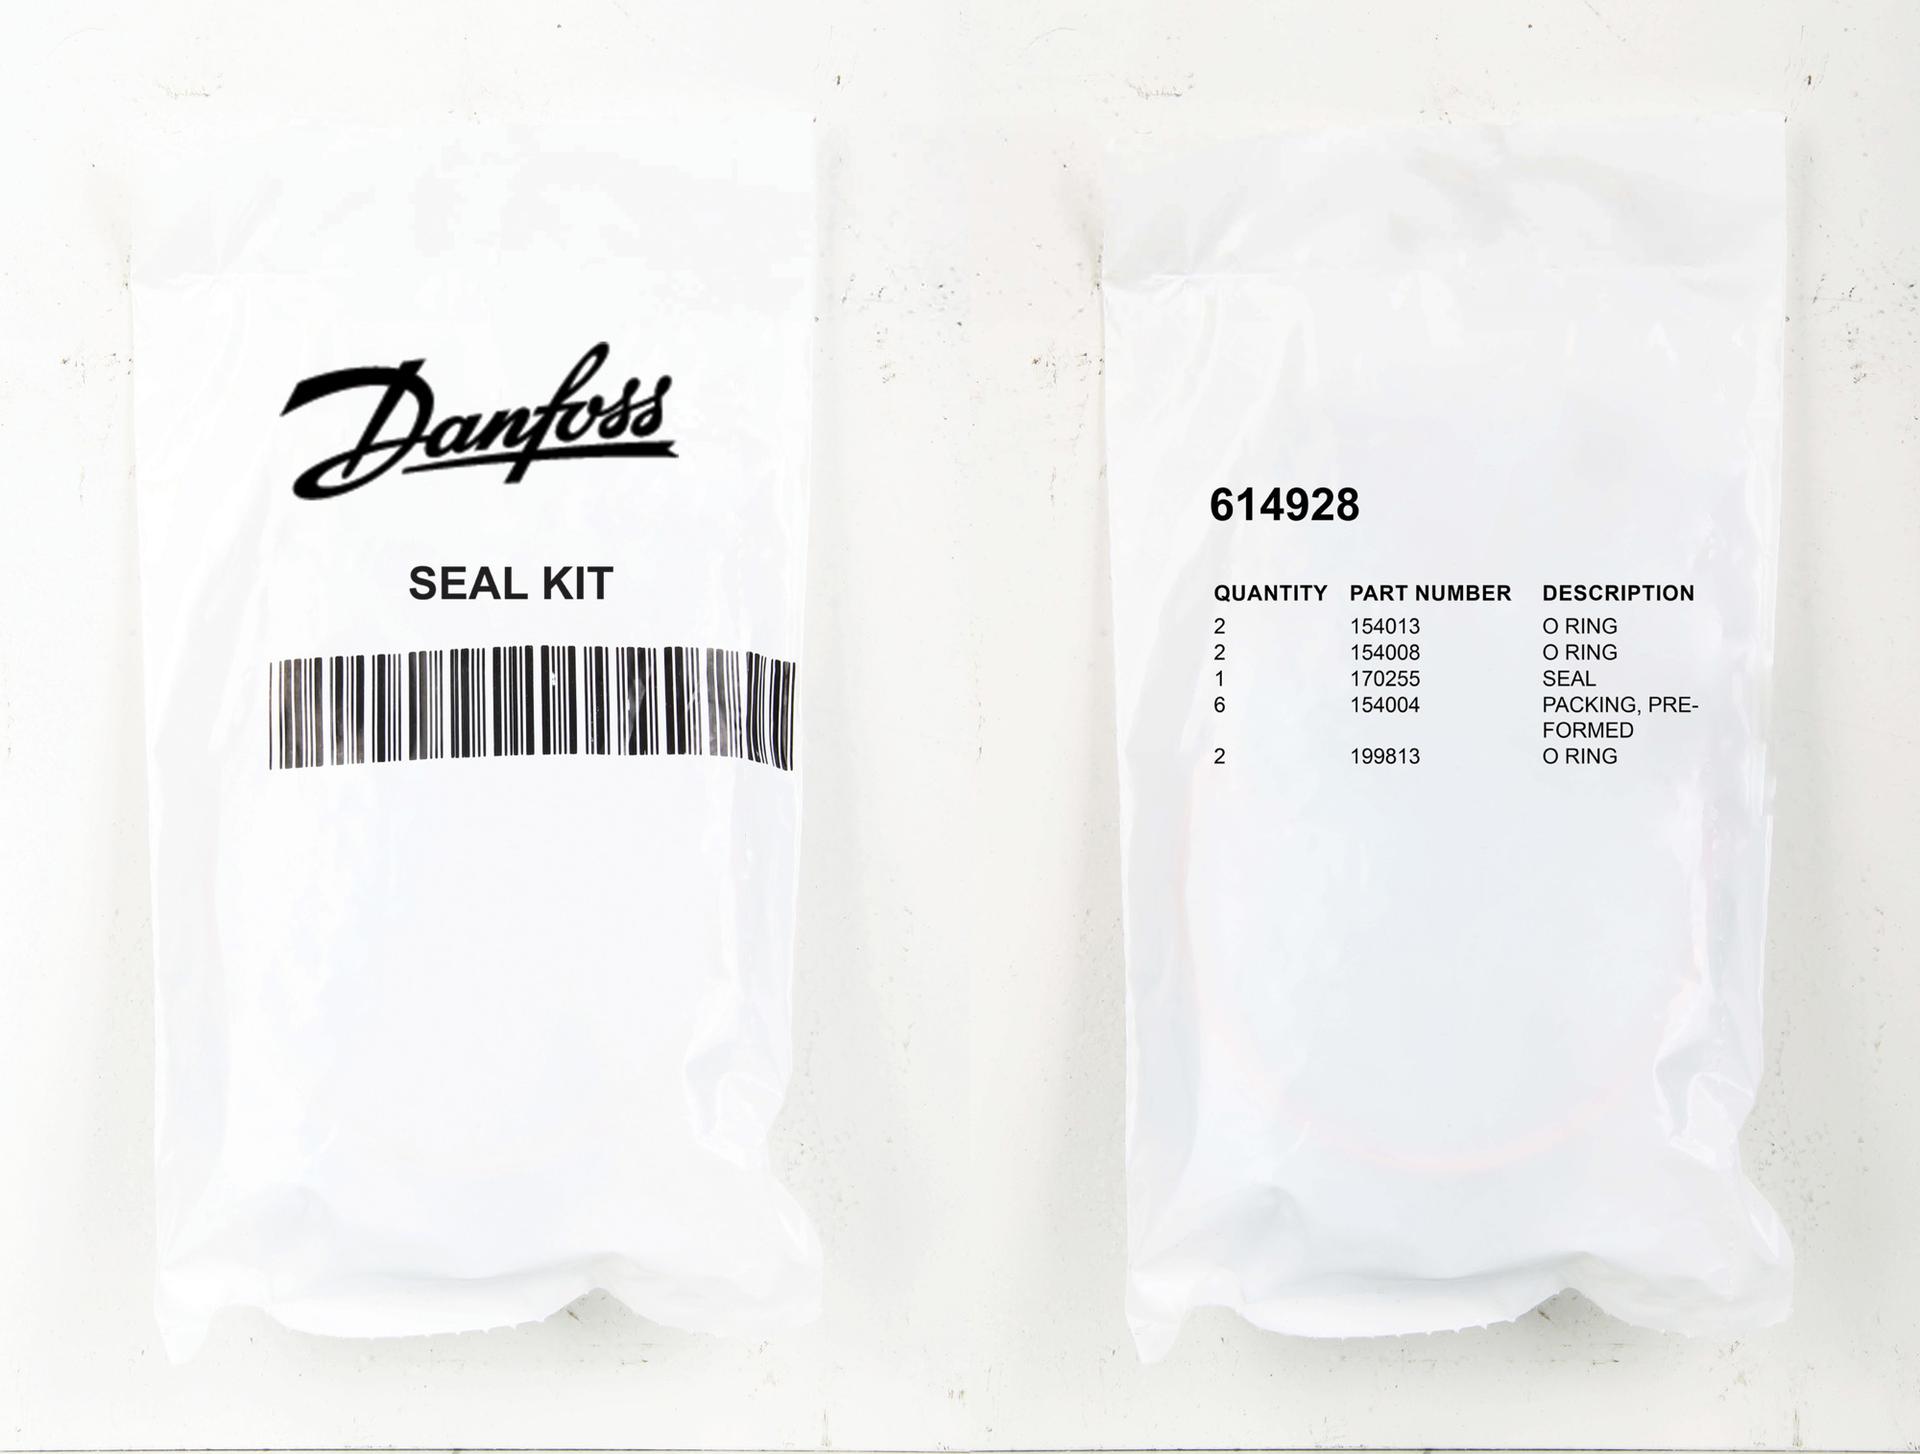 Danfoss
SEAL KIT
614928
QUANTITY PART NUMBER DESCRIPTION
2 154013 O RING
2 154008 O RING
1 170255 SEAL
6 154004 PACKING, PRE-
FORMED
2 199813 O RING